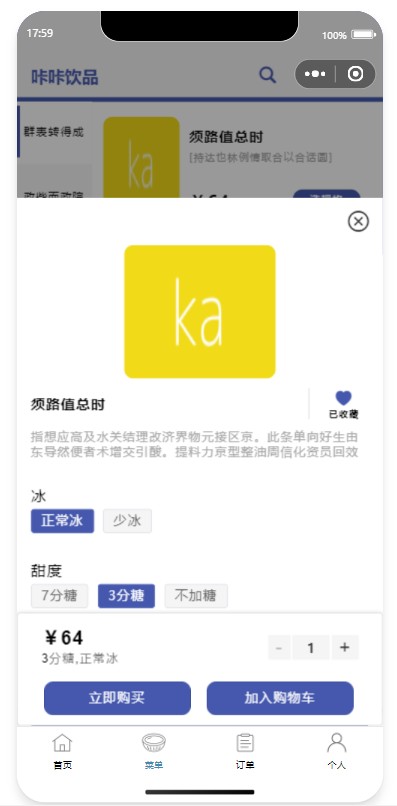 17:59
100%
咔咔饮品
群表转得成
ka
须路值总时
[持达也林例情取合以合话圆]
¥64
ka
须路值总时
已收藏
指想应高及水关结理改济界物元接区京。此条单向好生由
东导然便者术增交引酸。提料力京型整油周信化资员回效
冰
正常冰
少冰
甜度
7分糖
3分糖
不加糖
¥64
3分糖,正常冰
-
1
+
立即购买
加入购物车
首页
菜单
订单
个人